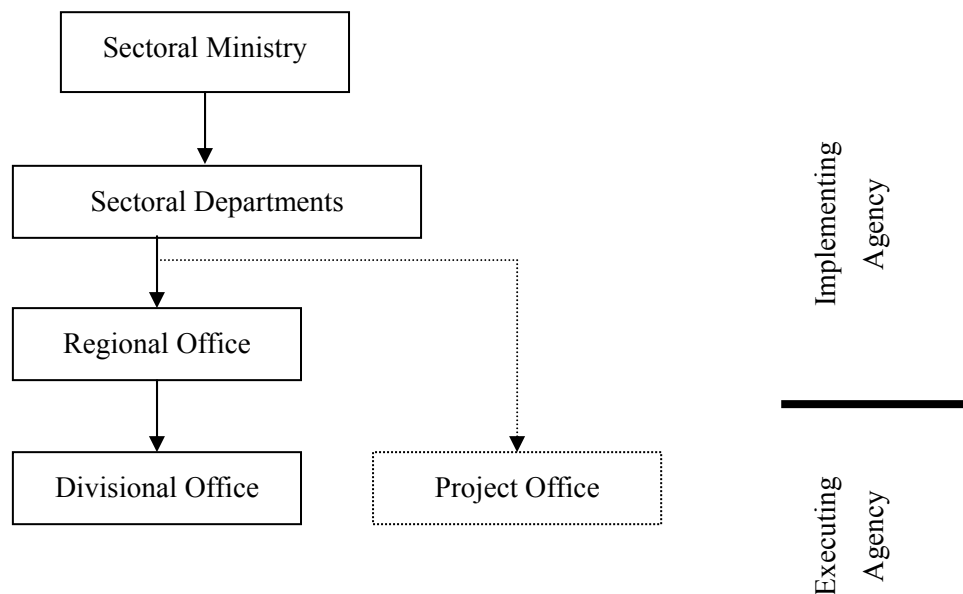 Sectoral Ministry
Sectoral Departments
Regional Office
Divisional Office
Project Office
Implementing
Agency
Executing
Agency